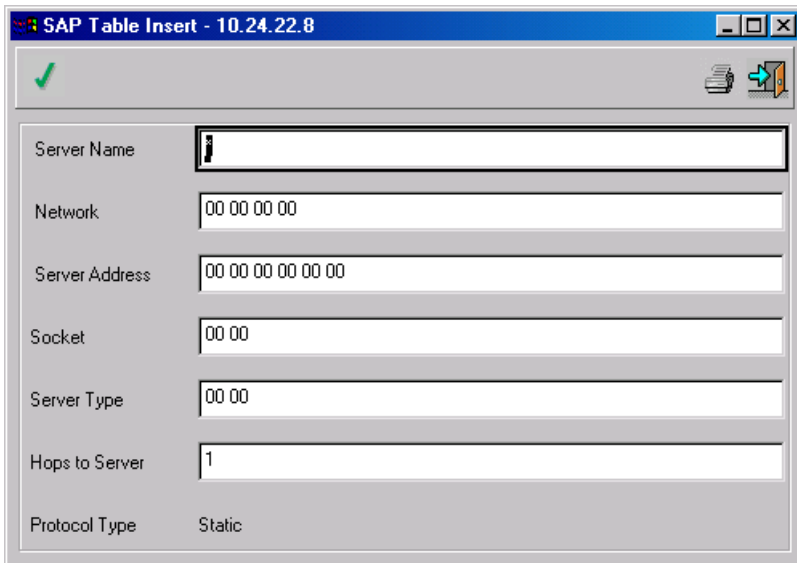 SAP Table Insert - 10.24.22.8
Server Name
Network 00 00 00 00
Server Address 00 00 00 00 00 00
Socket 00 00
Server Type 00 00
Hops to Server 1
Protocol Type Static